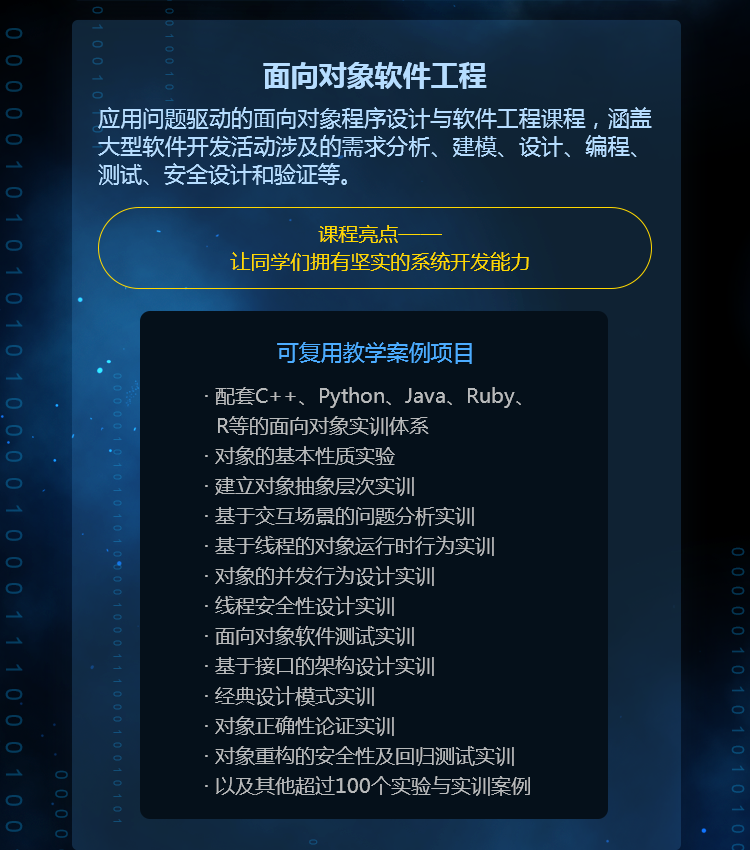 面向对象软件工程
应用问题驱动的面向对象程序设计与软件工程课程，涵盖
大型软件开发活动涉及的需求分析、建模、设计、编程、
测试、安全设计和验证等。
课程亮点——
让同学们拥有坚实的系统开发能力
可复用教学案例项目
· 配套C++、Python、Java、Ruby、
R等的面向对象实训体系
· 对象的基本性质实验
· 建立对象抽象层次实训
· 基于交互场景的问题分析实训
· 基于线程的对象运行时行为实训
· 对象的并发行为设计实训
· 线程安全性设计实训
· 面向对象软件测试实训
· 基于接口的架构设计实训
· 经典设计模式实训
· 对象正确性论证实训
· 对象重构的安全性及回归测试实训
· 以及其他超过100个实验与实训案例